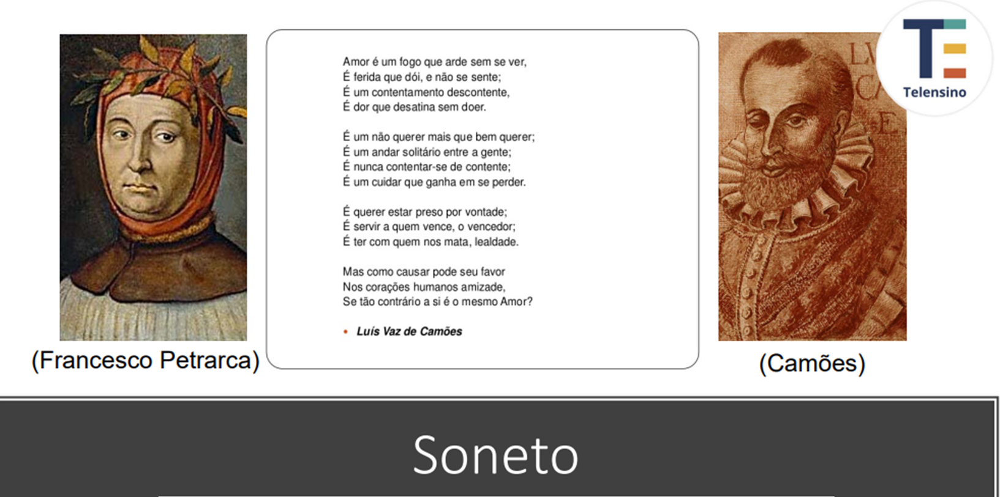 Amor é um fogo que arde sem se ver,
É ferida que dói, e não se sente;
É um contentamento descontente,
É dor que desatina sem doer.
É um não querer mais que bem querer;
É um andar solitário entre a gente;
É nunca contentar-se de contente;
É um cuidar que ganha em se perder.
É querer estar preso por vontade;
É servir a quem vence, o vencedor;
É ter com quem nos mata, lealdade.
Mas como causar pode seu favor
Nos corações humanos amizade,
Se tão contrário a si é o mesmo Amor?
• Luís Vaz de Camões
(Francesco Petrarca)
(Camões)
TE
Telensino
Soneto